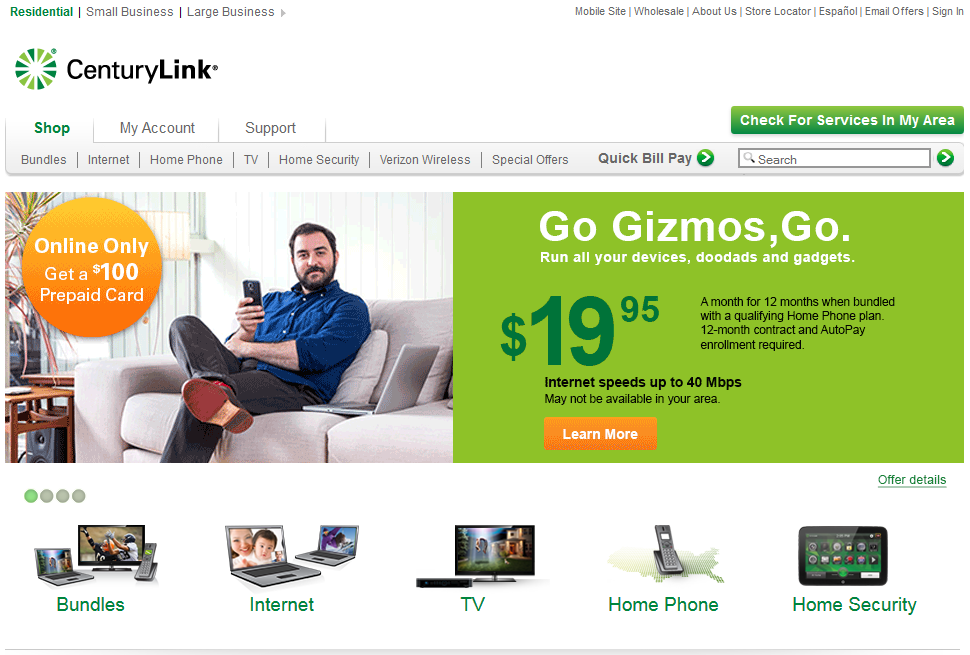 Residential | Small Business | Large Business
Mobile Site | Wholesale | About Us | Store Locator | Español | Email Offers | Sign In
CenturyLink®
Shop
My Account
Support
Check For Services In My Area
Bundles | Internet | Home Phone | TV | Home Security | Verizon Wireless | Special Offers
Quick Bill Pay
Search
Online Only
Get a $100
Prepaid Card
Go Gizmos,Go.
Run all your devices, doodads and gadgets.
$19 95
A month for 12 months when bundled
with a qualifying Home Phone plan.
12-month contract and AutoPay
enrollment required.
Internet speeds up to 40 Mbps
May not be available in your area.
Learn More
Offer details
Bundles
Internet
TV
Home Phone
Home Security